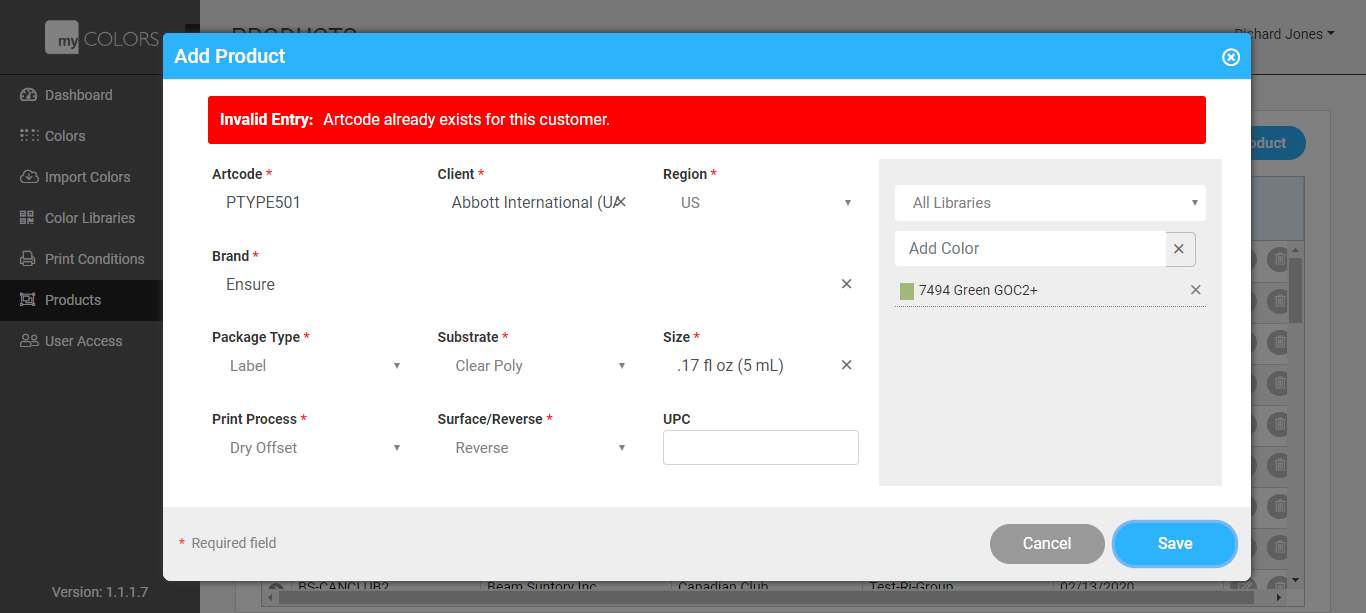 my COLORS
PRODUCTS
Richard Jones
Add Product
Invalid Entry: Artcode already exists for this customer.
Dashboard
Colors
Import Colors
Color Libraries
Print Conditions
Products
User Access
Version: 1.1.1.7
Artcode *
PTYPE501
Client *
Abbott International (UA
Region *
US
Brand *
Ensure
Package Type *
Label
Substrate *
Clear Poly
Size *
.17 fl oz (5 mL)
Print Process *
Dry Offset
Surface/Reverse *
Reverse
UPC
All Libraries
Add Color
7494 Green GOC2+
* Required field
Cancel
Save
oduct
BS-CANCLUB2 Beam Suntory Inc Canadian Club Test-Ri-Group 02/13/2020